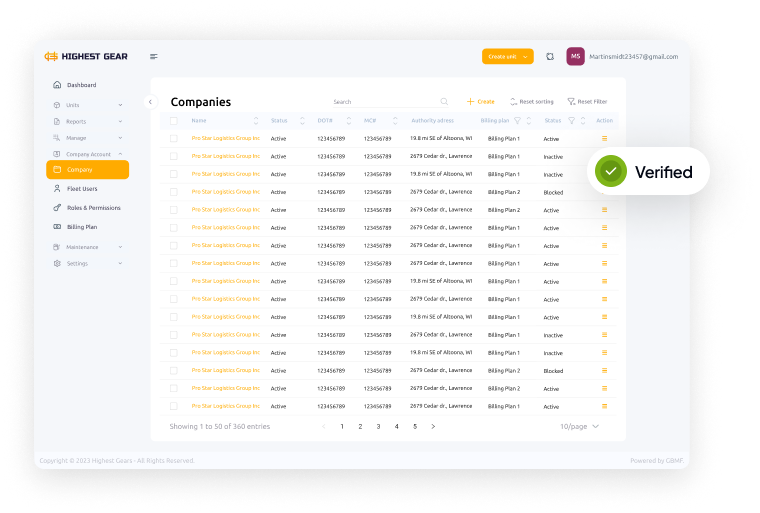 HIGHEST GEAR
Create unit
MS
Martinsmidt23457@gmail.com
Dashboard
Units
Reports
Manage
Company Account
Company
Fleet Users
Roles & Permissions
Billing Plan
Maintenance
Settings
Companies
Search
Create
Reset sorting
Reset Filter
Name Status DOT# MC# Authority adress Billing plan Status Action
Pro Star Logistics Group Inc Active 123456789 123456789 19.8 mi SE of Altoona, WI Billing Plan 1 Active
Pro Star Logistics Group Inc Active 123456789 123456789 2679 Cedar dr., Lawrence Billing Plan 1 Inactive
Pro Star Logistics Group Inc Active 123456789 123456789 19.8 mi SE of Altoona, WI Billing Plan 1 Inactive
Pro Star Logistics Group Inc Active 123456789 123456789 2679 Cedar dr., Lawrence Billing Plan 2 Blocked
Pro Star Logistics Group Inc Active 123456789 123456789 2679 Cedar dr., Lawrence Billing Plan 2 Active
Pro Star Logistics Group Inc Active 123456789 123456789 2679 Cedar dr., Lawrence Billing Plan 1 Active
Pro Star Logistics Group Inc Active 123456789 123456789 2679 Cedar dr., Lawrence Billing Plan 1 Active
Pro Star Logistics Group Inc Active 123456789 123456789 2679 Cedar dr., Lawrence Billing Plan 1 Active
Pro Star Logistics Group Inc Active 123456789 123456789 19.8 mi SE of Altoona, WI Billing Plan 1 Active
Pro Star Logistics Group Inc Active 123456789 123456789 2679 Cedar dr., Lawrence Billing Plan 1 Active
Pro Star Logistics Group Inc Active 123456789 123456789 19.8 mi SE of Altoona, WI Billing Plan 1 Active
Pro Star Logistics Group Inc Active 123456789 123456789 2679 Cedar dr., Lawrence Billing Plan 1 Inactive
Pro Star Logistics Group Inc Active 123456789 123456789 19.8 mi SE of Altoona, WI Billing Plan 1 Inactive
Pro Star Logistics Group Inc Active 123456789 123456789 2679 Cedar dr., Lawrence Billing Plan 2 Blocked
Pro Star Logistics Group Inc Active 123456789 123456789 2679 Cedar dr., Lawrence Billing Plan 2 Active
Pro Star Logistics Group Inc Active 123456789 123456789 2679 Cedar dr., Lawrence Billing Plan 1 Active
Verified
Showing 1 to 50 of 360 entries
1 2 3 4 5
10/page
Copyright © 2023 Highest Gears - All Rights Reserved.
Powered by GBMF.